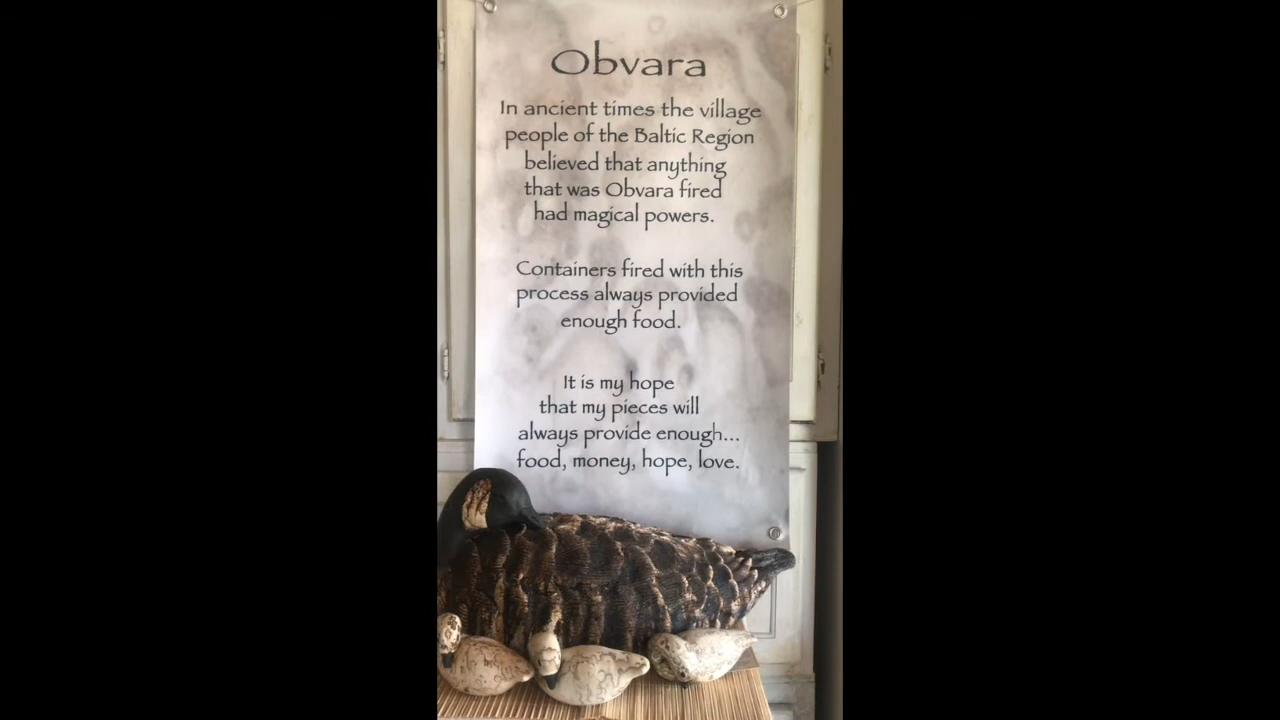 Obvara
In ancient times the village
people of the Baltic Region
believed that anything
that was Obvara fired
had magical powers.
Containers fired with this
process always provided
enough food.
It is my hope
that my pieces will
always provide enough...
food, money, hope, love.